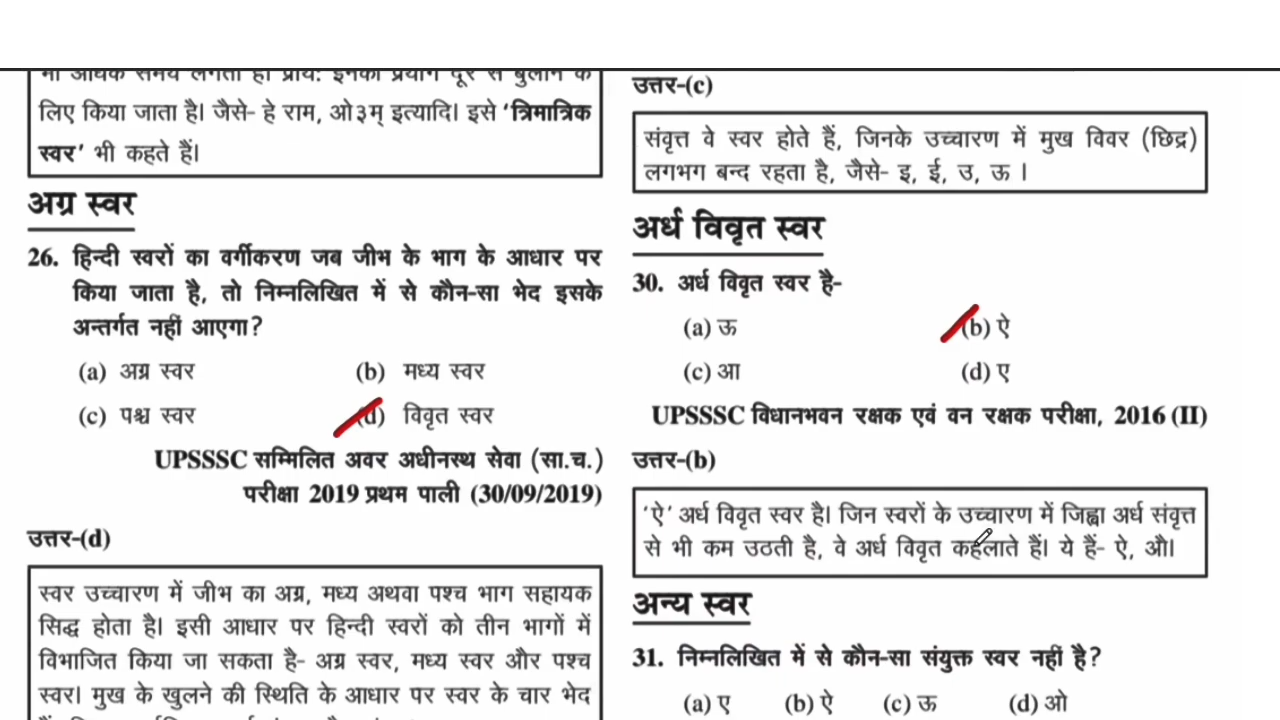 भी अधिक समय लगता है। प्राय: इनका प्रयोग दूर से बुलाने के
लिए किया जाता है। जैसे- हे राम, ओ३म् इत्यादि। इसे ‘त्रिमात्रिक
स्वर’ भी कहते हैं।
अग्र स्वर
26. हिन्दी स्वरों का वर्गीकरण जब जीभ के भाग के आधार पर
किया जाता है, तो निम्नलिखित में से कौन-सा भेद इसके
अन्तर्गत नहीं आएगा?
(a) अग्र स्वर (b) मध्य स्वर
(c) पश्च स्वर (d) विवृत स्वर
UPSSSC सम्मिलित अवर अधीनस्थ सेवा (सा.च.)
परीक्षा 2019 प्रथम पाली (30/09/2019)
उत्तर-(d)
स्वर उच्चारण में जीभ का अग्र, मध्य अथवा पश्च भाग सहायक
सिद्ध होता है। इसी आधार पर हिन्दी स्वरों को तीन भागों में
विभाजित किया जा सकता है- अग्र स्वर, मध्य स्वर और पश्च
स्वर। मुख के खुलने की स्थिति के आधार पर स्वर के चार भेद
उत्तर-(c)
संवृत्त वे स्वर होते हैं, जिनके उच्चारण में मुख विवर (छिद्र)
लगभग बन्द रहता है, जैसे- इ, ई, उ, ऊ ।
अर्ध विवृत स्वर
30. अर्ध विवृत स्वर है-
(a) ऊ (b) ऐ
(c) आ (d) ए
UPSSSC विधानभवन रक्षक एवं वन रक्षक परीक्षा, 2016 (II)
उत्तर-(b)
‘ऐ’ अर्ध विवृत स्वर है। जिन स्वरों के उच्चारण में जिह्वा अर्ध संवृत्त
से भी कम उठती है, वे अर्ध विवृत कहलाते हैं। ये हैं- ऐ, औ।
अन्य स्वर
31. निम्नलिखित में से कौन-सा संयुक्त स्वर नहीं है?
(a) ए (b) ऐ (c) ऊ (d) ओ